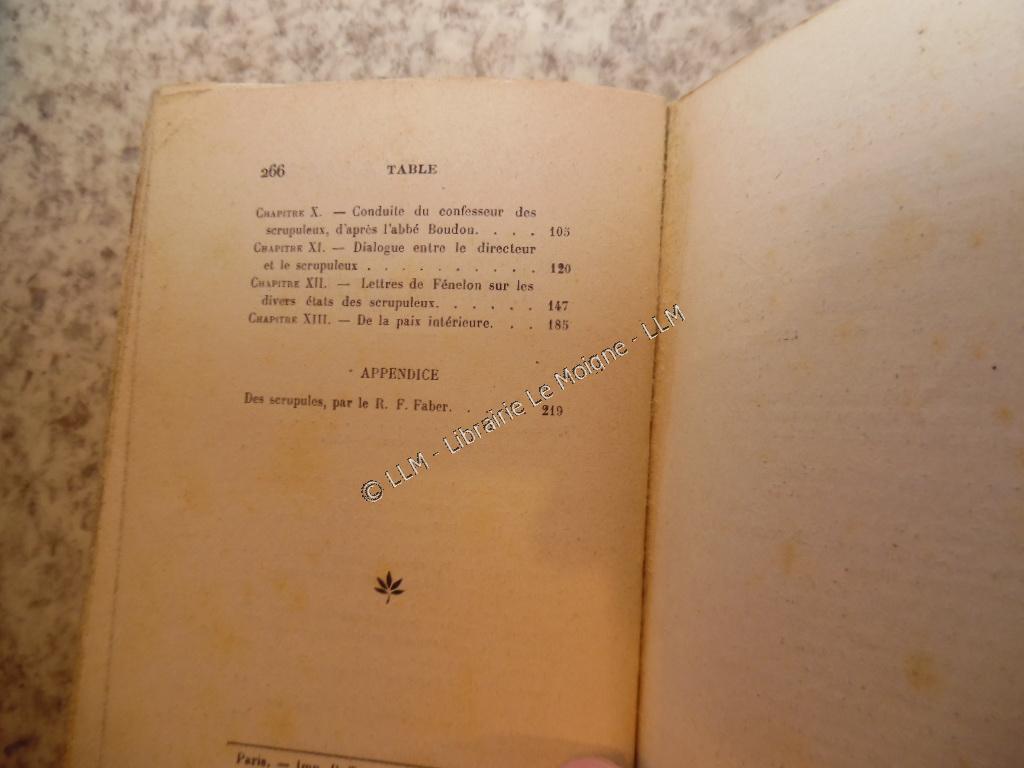 266 TABLE
CHAPITRE X. — Conduite du confesseur des
scrupuleux, d'après l'abbé Boudon. . . . 105
CHAPITRE XI. — Dialogue entre le directeur
et le scrupuleux . . . . . . . . . . 120
CHAPITRE XII. — Lettres de Fénelon sur les
divers états des scrupuleux. . . . . . 147
CHAPITRE XIII. — De la paix intérieure. . . 185
APPENDICE
Des scrupules, par le R. F. Faber. . . 219
© LLM - Librairie Le Moigne - LLM
Paris. — Imp.